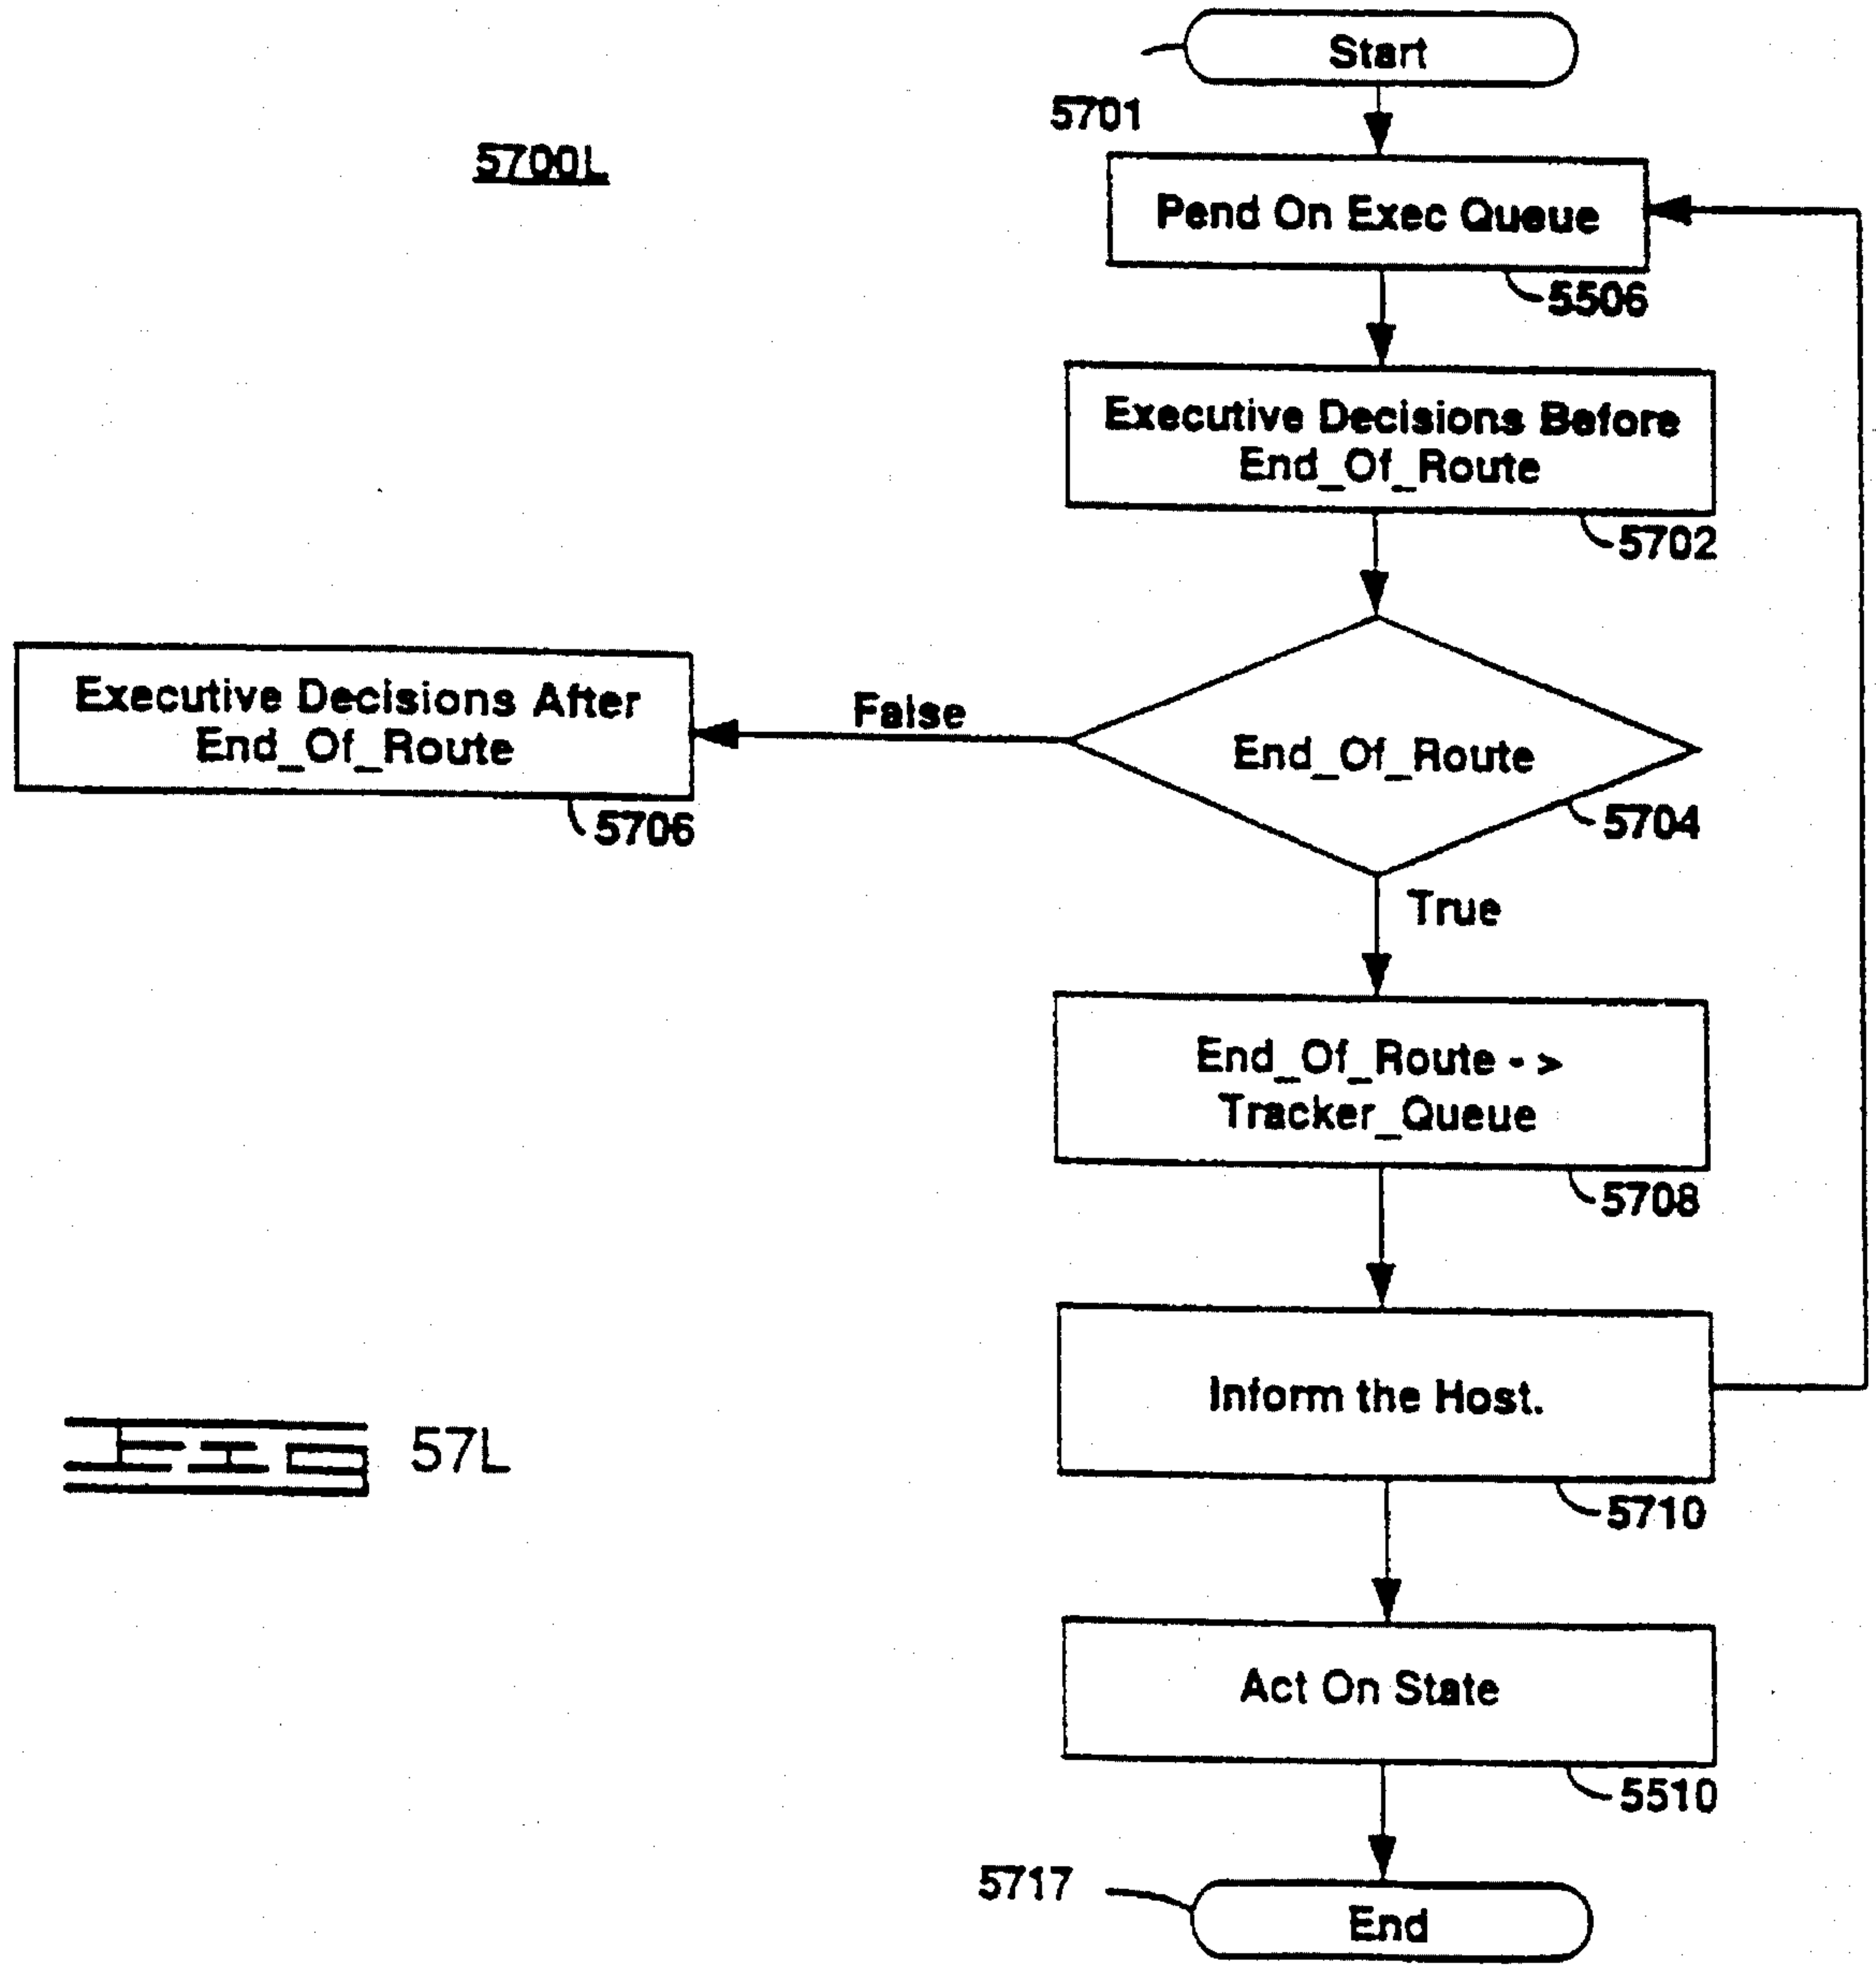 Start
5701
5700L
Pend On Exec Queue
5506
Executive Decisions Before
End_Of_Route
5702
Executive Decisions After
End_Of_Route
5706
False
End_Of_Route
5704
True
End_Of_Route - >
Tracker_Queue
5708
Inform the Host.
5710
FIG 57L
Act On State
5510
5717
End